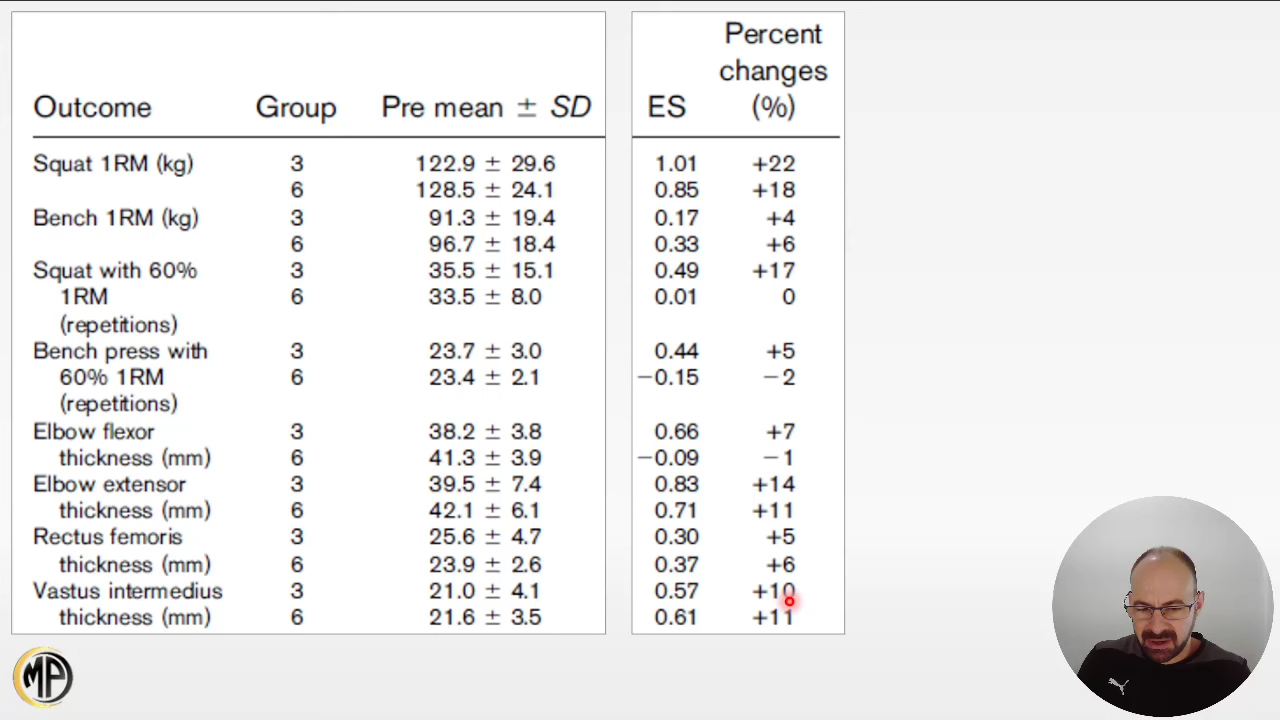 Percent
changes
Outcome Group Pre mean ± SD ES (%)
Squat 1RM (kg) 3 122.9 ± 29.6 1.01 +22
6 128.5 ± 24.1 0.85 +18
Bench 1RM (kg) 3 91.3 ± 19.4 0.17 +4
6 96.7 ± 18.4 0.33 +6
Squat with 60% 3 35.5 ± 15.1 0.49 +17
1RM 6 33.5 ± 8.0 0.01 0
(repetitions)
Bench press with 3 23.7 ± 3.0 0.44 +5
60% 1RM 6 23.4 ± 2.1 −0.15 −2
(repetitions)
Elbow flexor 3 38.2 ± 3.8 0.66 +7
thickness (mm) 6 41.3 ± 3.9 −0.09 −1
Elbow extensor 3 39.5 ± 7.4 0.83 +14
thickness (mm) 6 42.1 ± 6.1 0.71 +11
Rectus femoris 3 25.6 ± 4.7 0.30 +5
thickness (mm) 6 23.9 ± 2.6 0.37 +6
Vastus intermedius 3 21.0 ± 4.1 0.57 +10
thickness (mm) 6 21.6 ± 3.5 0.61 +11
MP